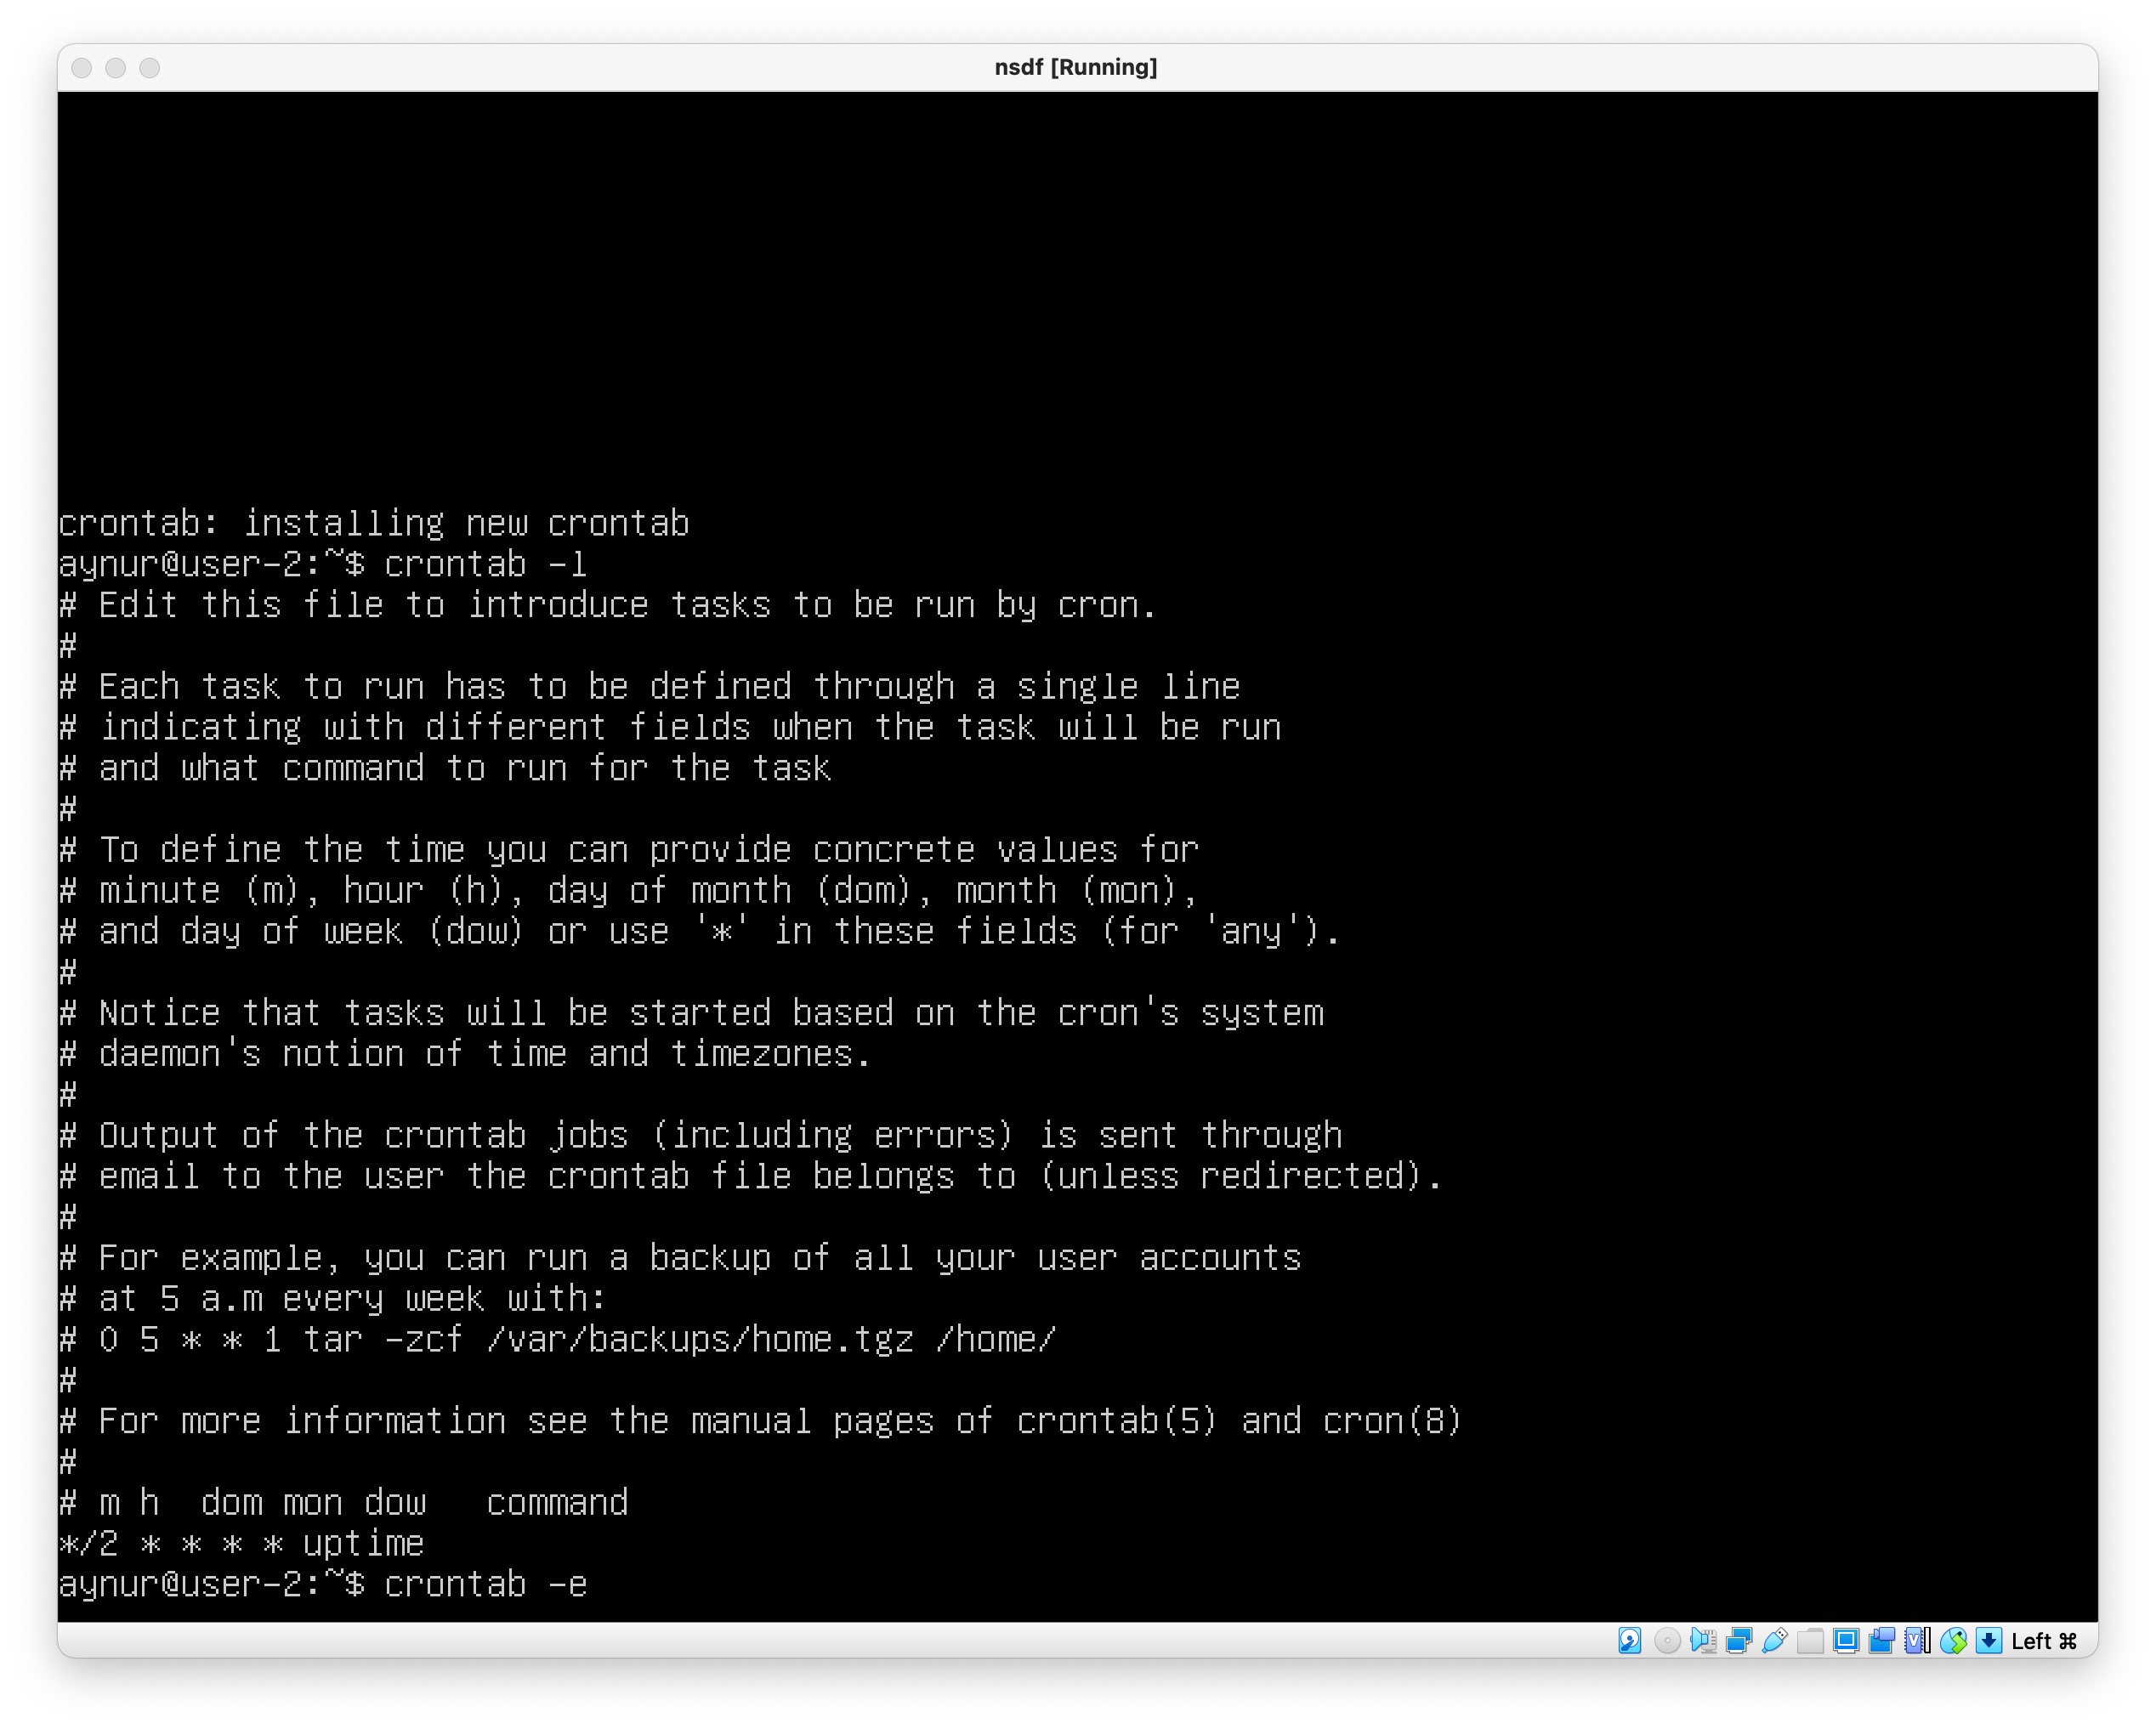 nsdf [Running]
crontab: installing new crontab
aynur@user-2:~$ crontab -l
# Edit this file to introduce tasks to be run by cron.
#
# Each task to run has to be defined through a single line
# indicating with different fields when the task will be run
# and what command to run for the task
#
# To define the time you can provide concrete values for
# minute (m), hour (h), day of month (dom), month (mon),
# and day of week (dow) or use '*' in these fields (for 'any').
#
# Notice that tasks will be started based on the cron's system
# daemon's notion of time and timezones.
#
# Output of the crontab jobs (including errors) is sent through
# email to the user the crontab file belongs to (unless redirected).
#
# For example, you can run a backup of all your user accounts
# at 5 a.m every week with:
# 0 5 * * 1 tar -zcf /var/backups/home.tgz /home/
#
# For more information see the manual pages of crontab(5) and cron(8)
#
# m h  dom mon dow   command
*/2 * * * * uptime
aynur@user-2:~$ crontab -e
Left ⌘